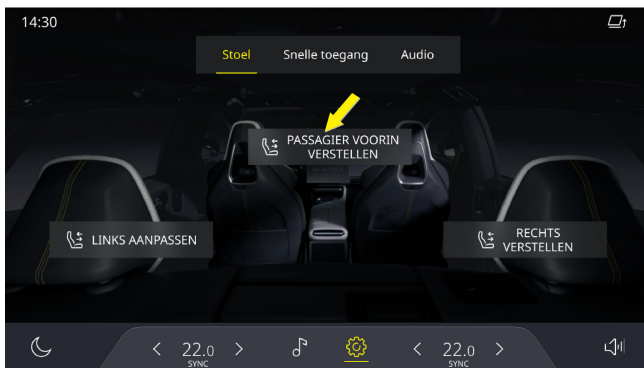 14:30
Stoel Snelle toegang Audio
PASSAGIER VOORIN
VERSTELLEN
LINKS AANPASSEN
RECHTS
VERSTELLEN
22.0 22.0
SYNC SYNC